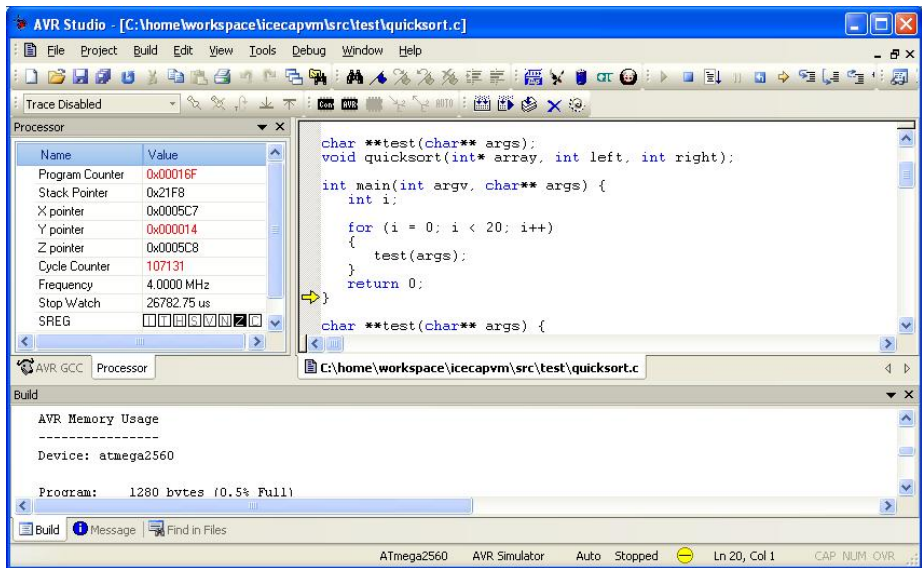 AVR Studio - [C:\home\workspace\icecapvm\src\test\quicksort.c]
File Project Build Edit View Tools Debug Window Help
Trace Disabled
Con AVR AUTO
Processor
Name Value
Program Counter 0x00016F
Stack Pointer 0x21F8
X pointer 0x0005C7
Y pointer 0x000014
Z pointer 0x0005C8
Cycle Counter 107131
Frequency 4.0000 MHz
Stop Watch 26782.75 us
SREG I T H S V N Z C
AVR GCC Processor
char **test(char** args);
void quicksort(int* array, int left, int right);
int main(int argv, char** args) {
int i;
for (i = 0; i < 20; i++)
{
test(args);
}
return 0;
}
char **test(char** args) {
C:\home\workspace\icecapvm\src\test\quicksort.c
Build
AVR Memory Usage
----------------
Device: atmega2560
Program: 1280 bytes (0.5% Full)
Build Message Find in Files
ATmega2560 AVR Simulator Auto Stopped Ln 20, Col 1 CAP NUM OVR